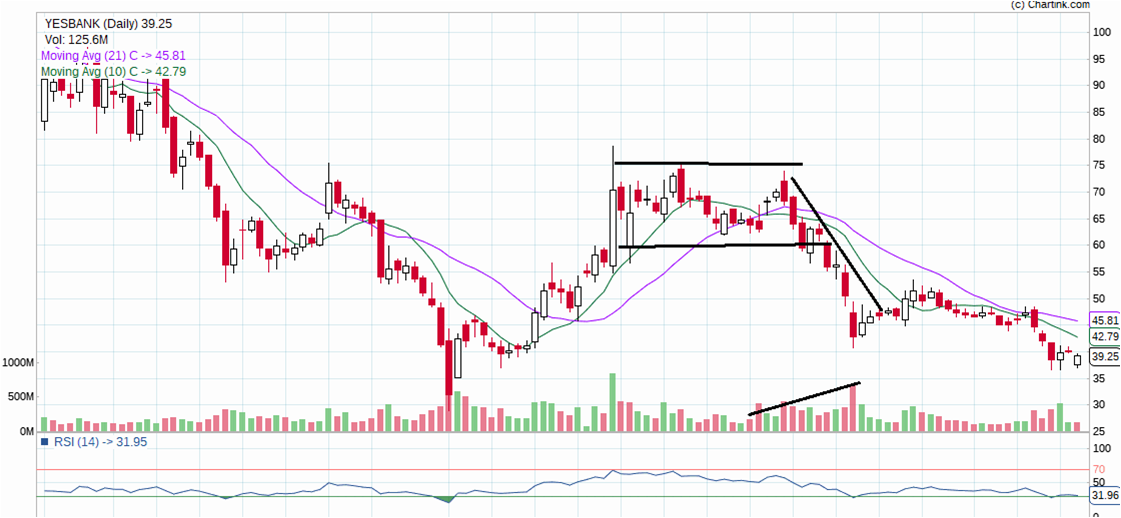 (c) Chartink.com
YESBANK (Daily) 39.25
Vol: 125.6M
Moving Avg (21) C -> 45.81
Moving Avg (10) C -> 42.79
100
95
90
85
80
75
70
65
60
55
50
45.81
42.79
39.25
35
30
25
1000M
500M
0M
RSI (14) -> 31.95
100
70
50
31.96
0